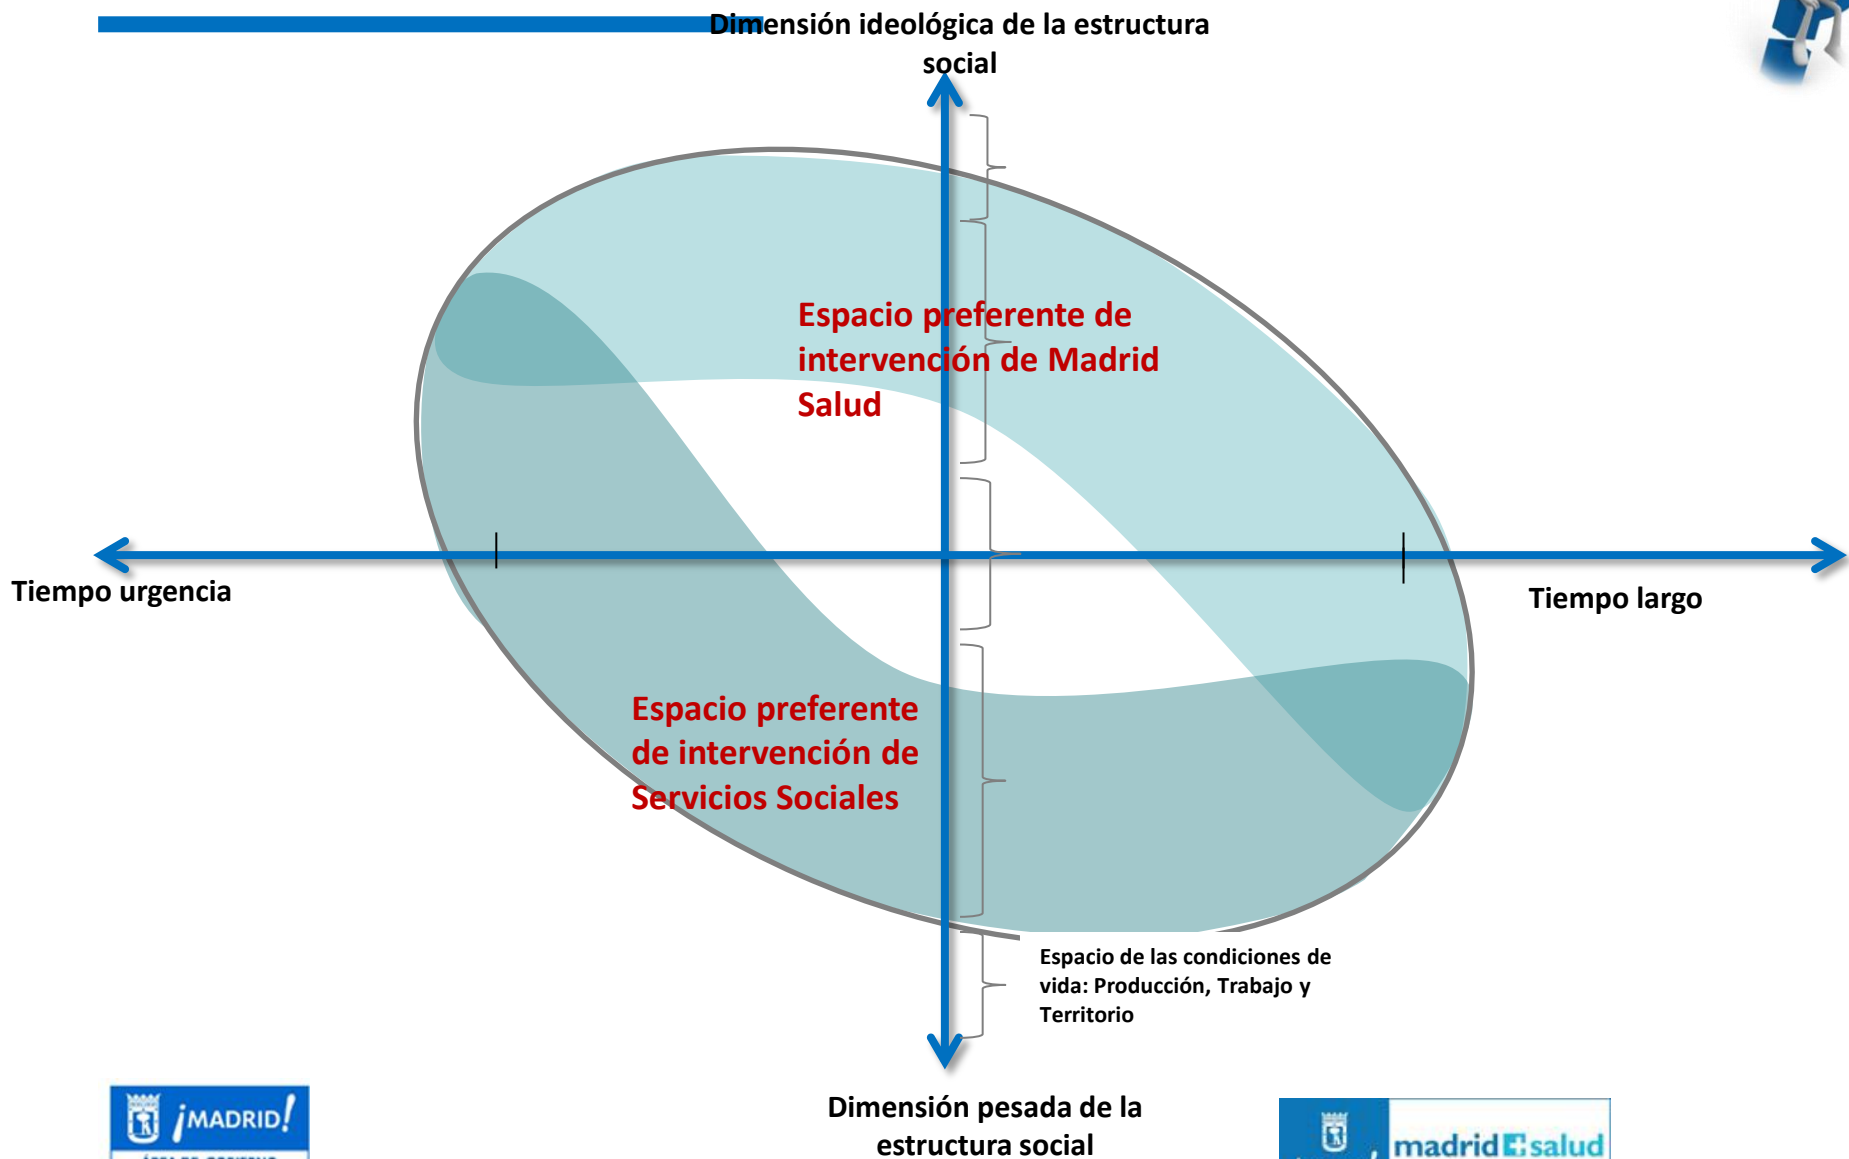 Dimensión ideológica de la estructura
social
Espacio preferente de
intervención de Madrid
Salud
Tiempo urgencia
Tiempo largo
Espacio preferente
de intervención de
Servicios Sociales
Espacio de las condiciones de
vida: Producción, Trabajo y
Territorio
Dimensión pesada de la
estructura social
¡MADRID!
madrid salud